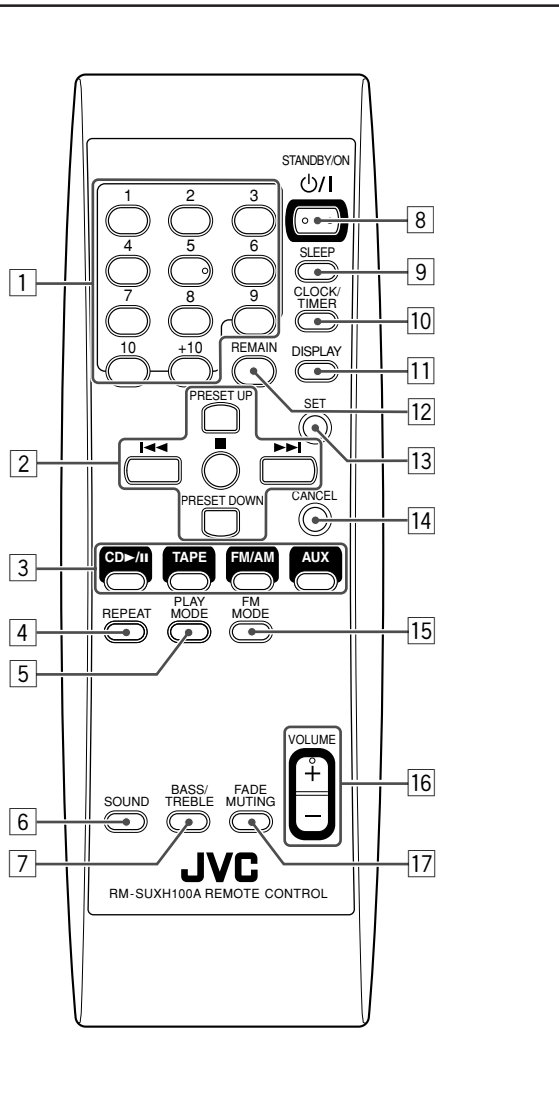 STANDBY/ON
1 2 3
8
4 5 6
SLEEP
9
1
7 8 9
CLOCK/
TIMER
10
10 +10
REMAIN
DISPLAY
11
PRESET UP
SET
12
2
13
PRESET DOWN
CANCEL
14
3
CD TAPE FM/AM AUX
REPEAT
PLAY
MODE
FM
MODE
4
15
5
VOLUME
+
–
16
SOUND
BASS/
TREBLE
FADE
MUTING
6
7
17
JVC
RM-SUXH100A REMOTE CONTROL